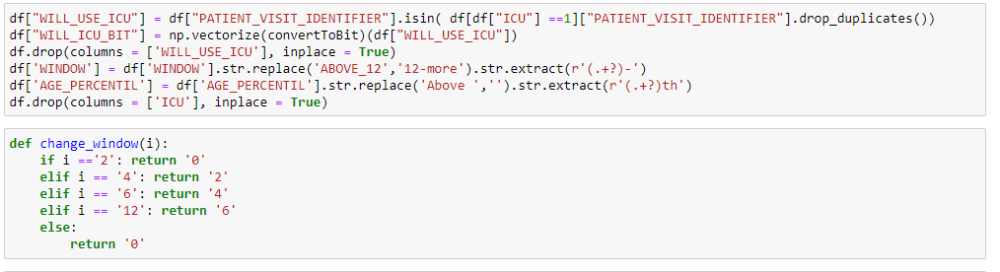 df["WILL_USE_ICU"] = df["PATIENT_VISIT_IDENTIFIER"].isin( df[df["ICU"] ==1]["PATIENT_VISIT_IDENTIFIER"].drop_duplicates())
df["WILL_ICU_BIT"] = np.vectorize(convertToBit)(df["WILL_USE_ICU"])
df.drop(columns = ['WILL_USE_ICU'], inplace = True)
df['WINDOW'] = df['WINDOW'].str.replace('ABOVE_12','12-more').str.extract(r'(.+?)-')
df['AGE_PERCENTIL'] = df['AGE_PERCENTIL'].str.replace('Above ','').str.extract(r'(.+?)th')
df.drop(columns = ['ICU'], inplace = True)
def change_window(i):
    if i =='2': return '0'
    elif i == '4': return '2'
    elif i == '6': return '4'
    elif i == '12': return '6'
    else:
        return '0'